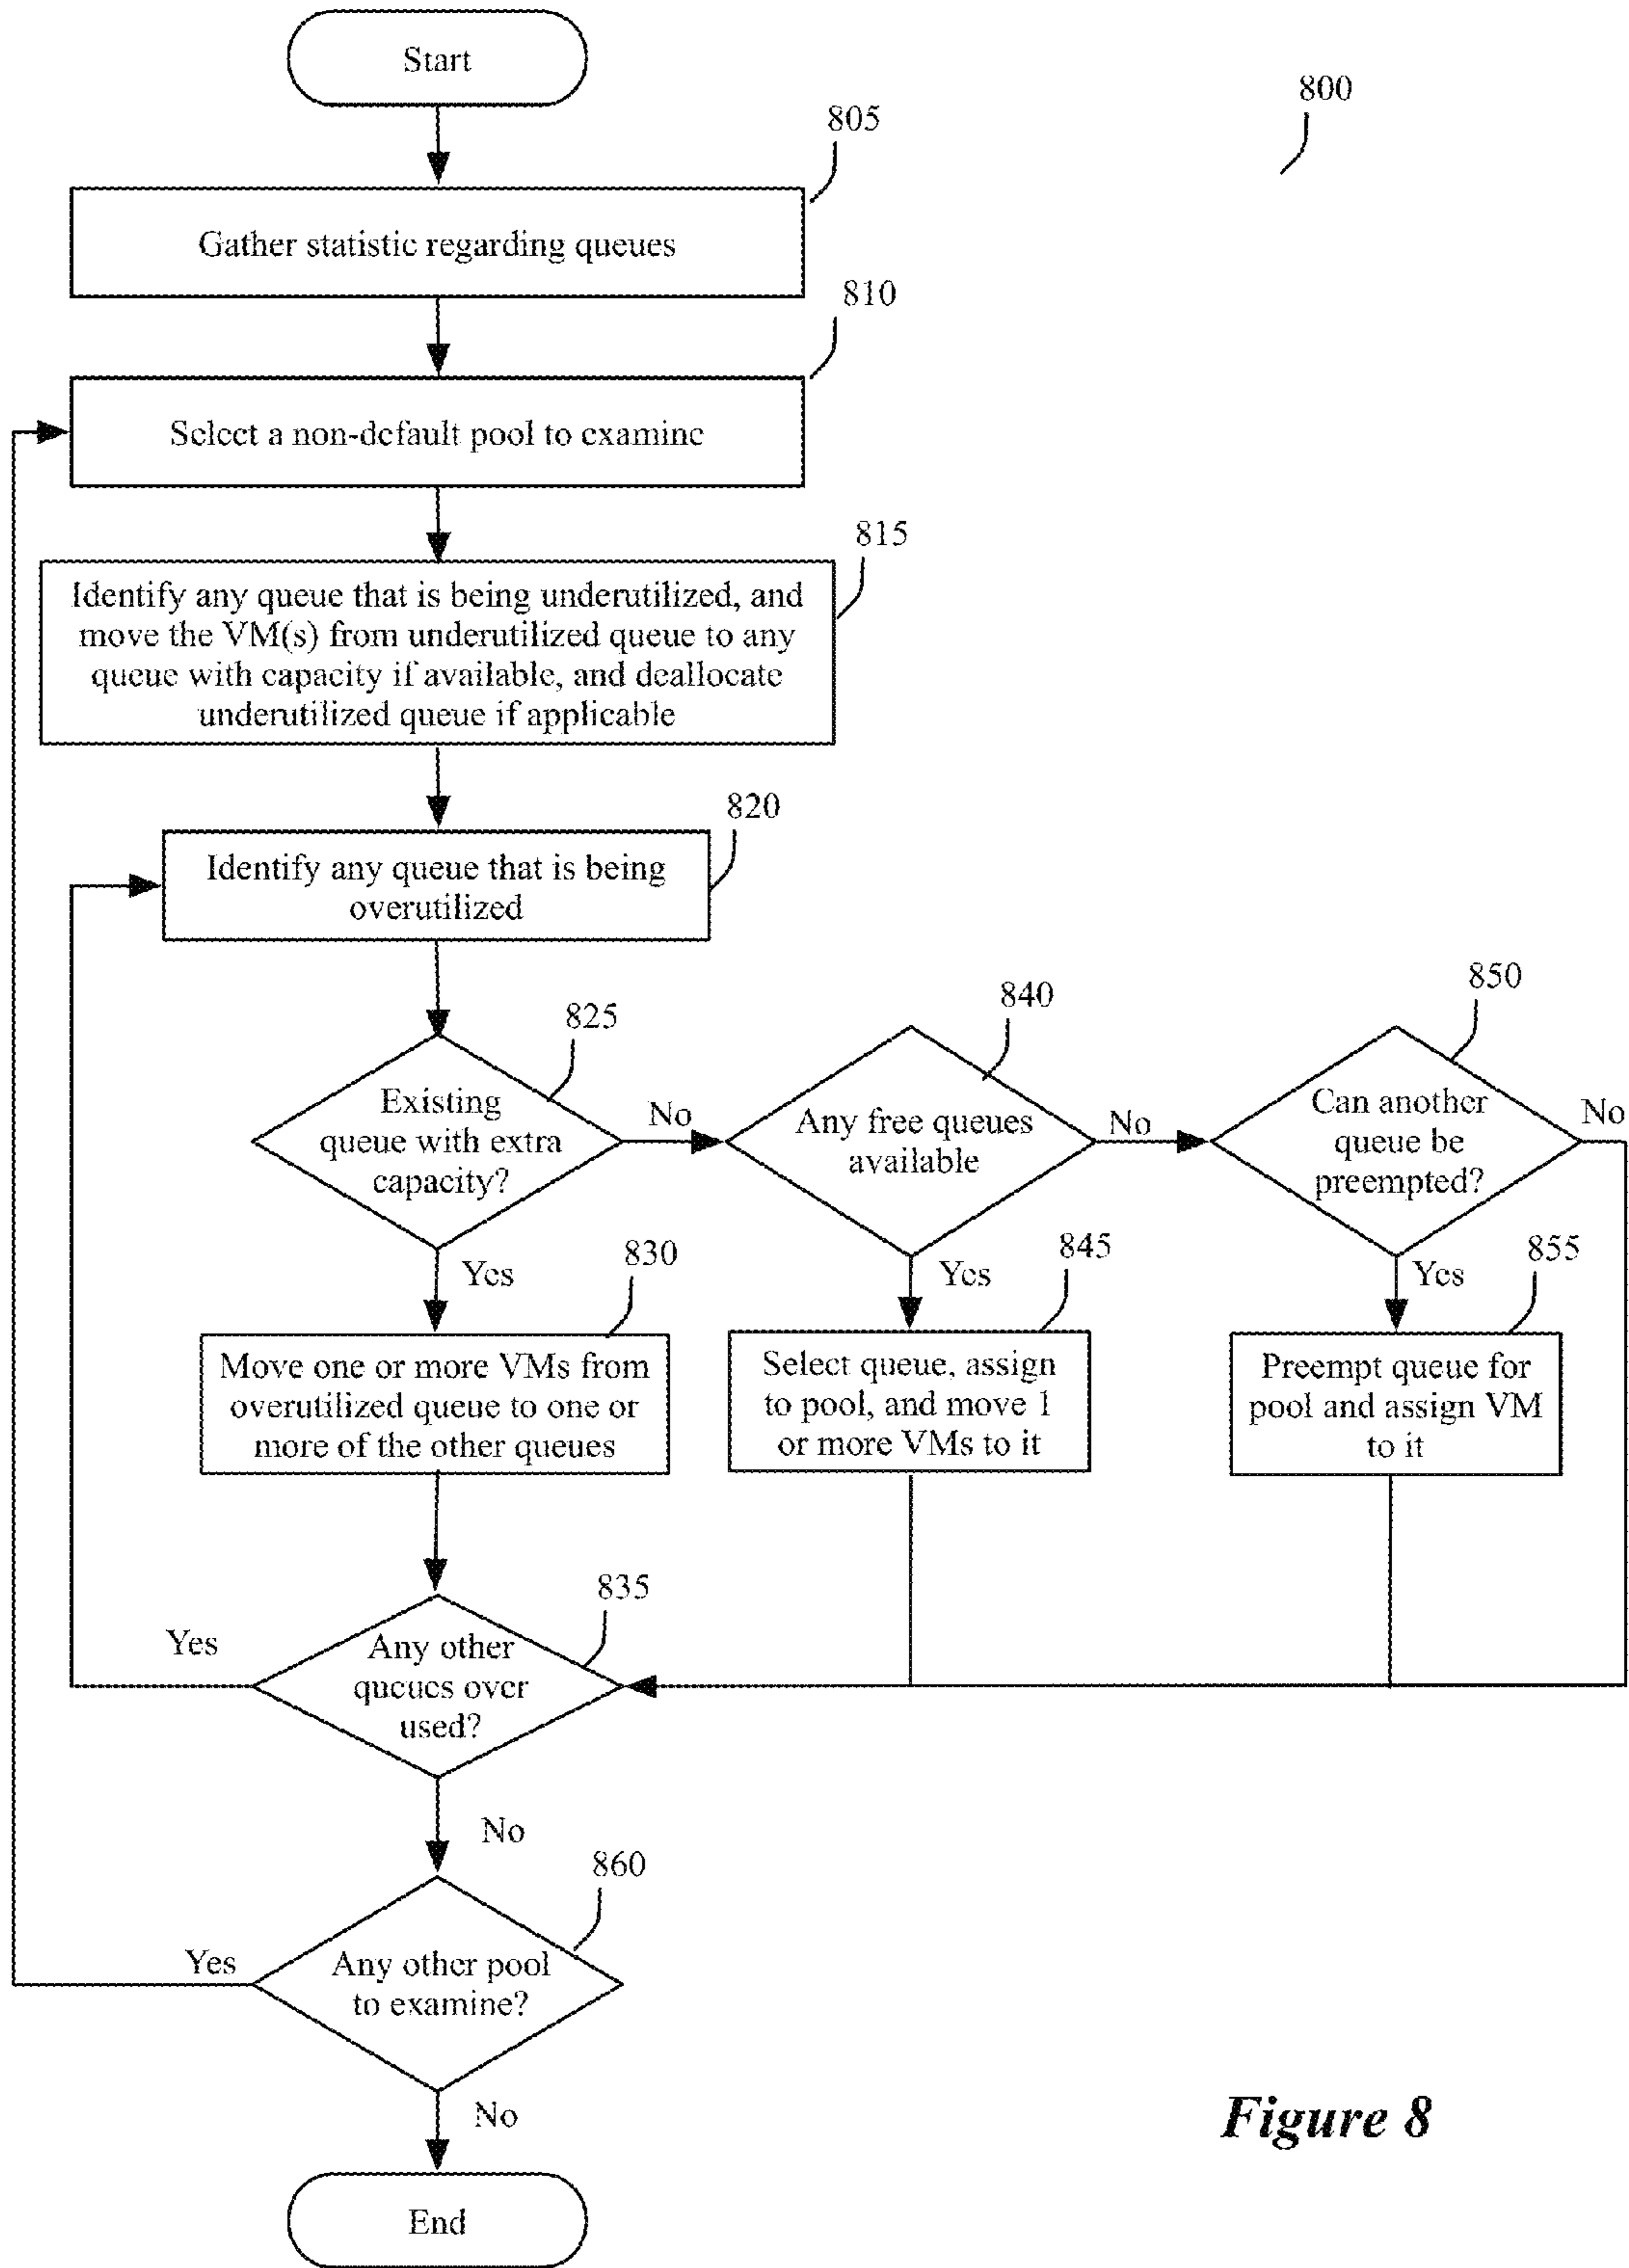 Start
800
805
Gather statistic regarding queues
810
Select a non-default pool to examine
815
Identify any queue that is being underutilized, and
move the VM(s) from underutilized queue to any
queue with capacity if available, and deallocate
underutilized queue if applicable
820
Identify any queue that is being
overutilized
825
Existing
queue with extra
capacity?
No
840
Any free queues
available
No
850
Can another
queue be
preempted?
No
Yes
830
Move one or more VMs from
overutilized queue to one or
more of the other queues
Yes
845
Select queue, assign
to pool, and move 1
or more VMs to it
Yes
855
Preempt queue for
pool and assign VM
to it
835
Any other
queues over
used?
Yes
No
860
Any other pool
to examine?
Yes
No
End
Figure 8